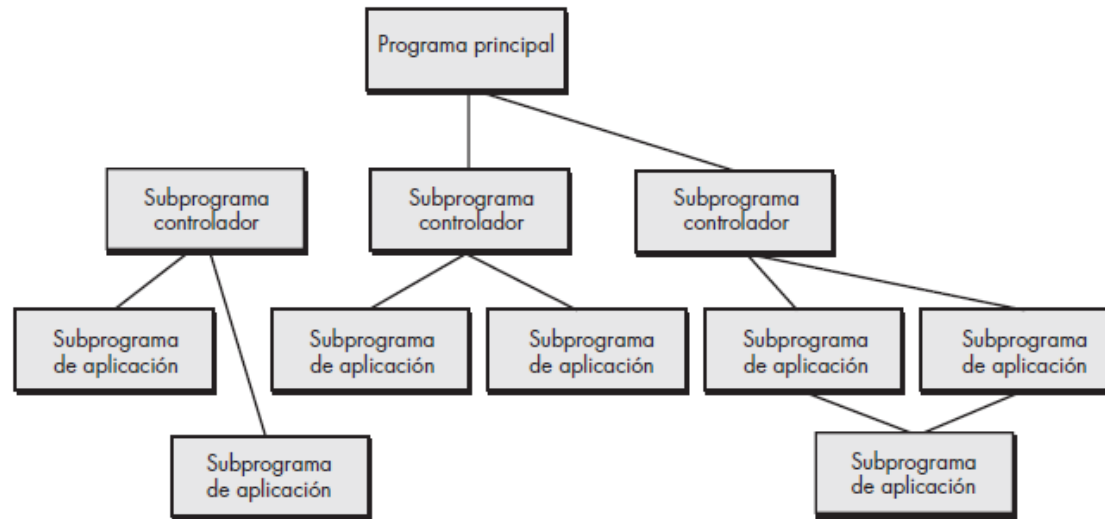 Programa principal
Subprograma
controlador
Subprograma
controlador
Subprograma
controlador
Subprograma
de aplicación
Subprograma
de aplicación
Subprograma
de aplicación
Subprograma
de aplicación
Subprograma
de aplicación
Subprograma
de aplicación
Subprograma
de aplicación